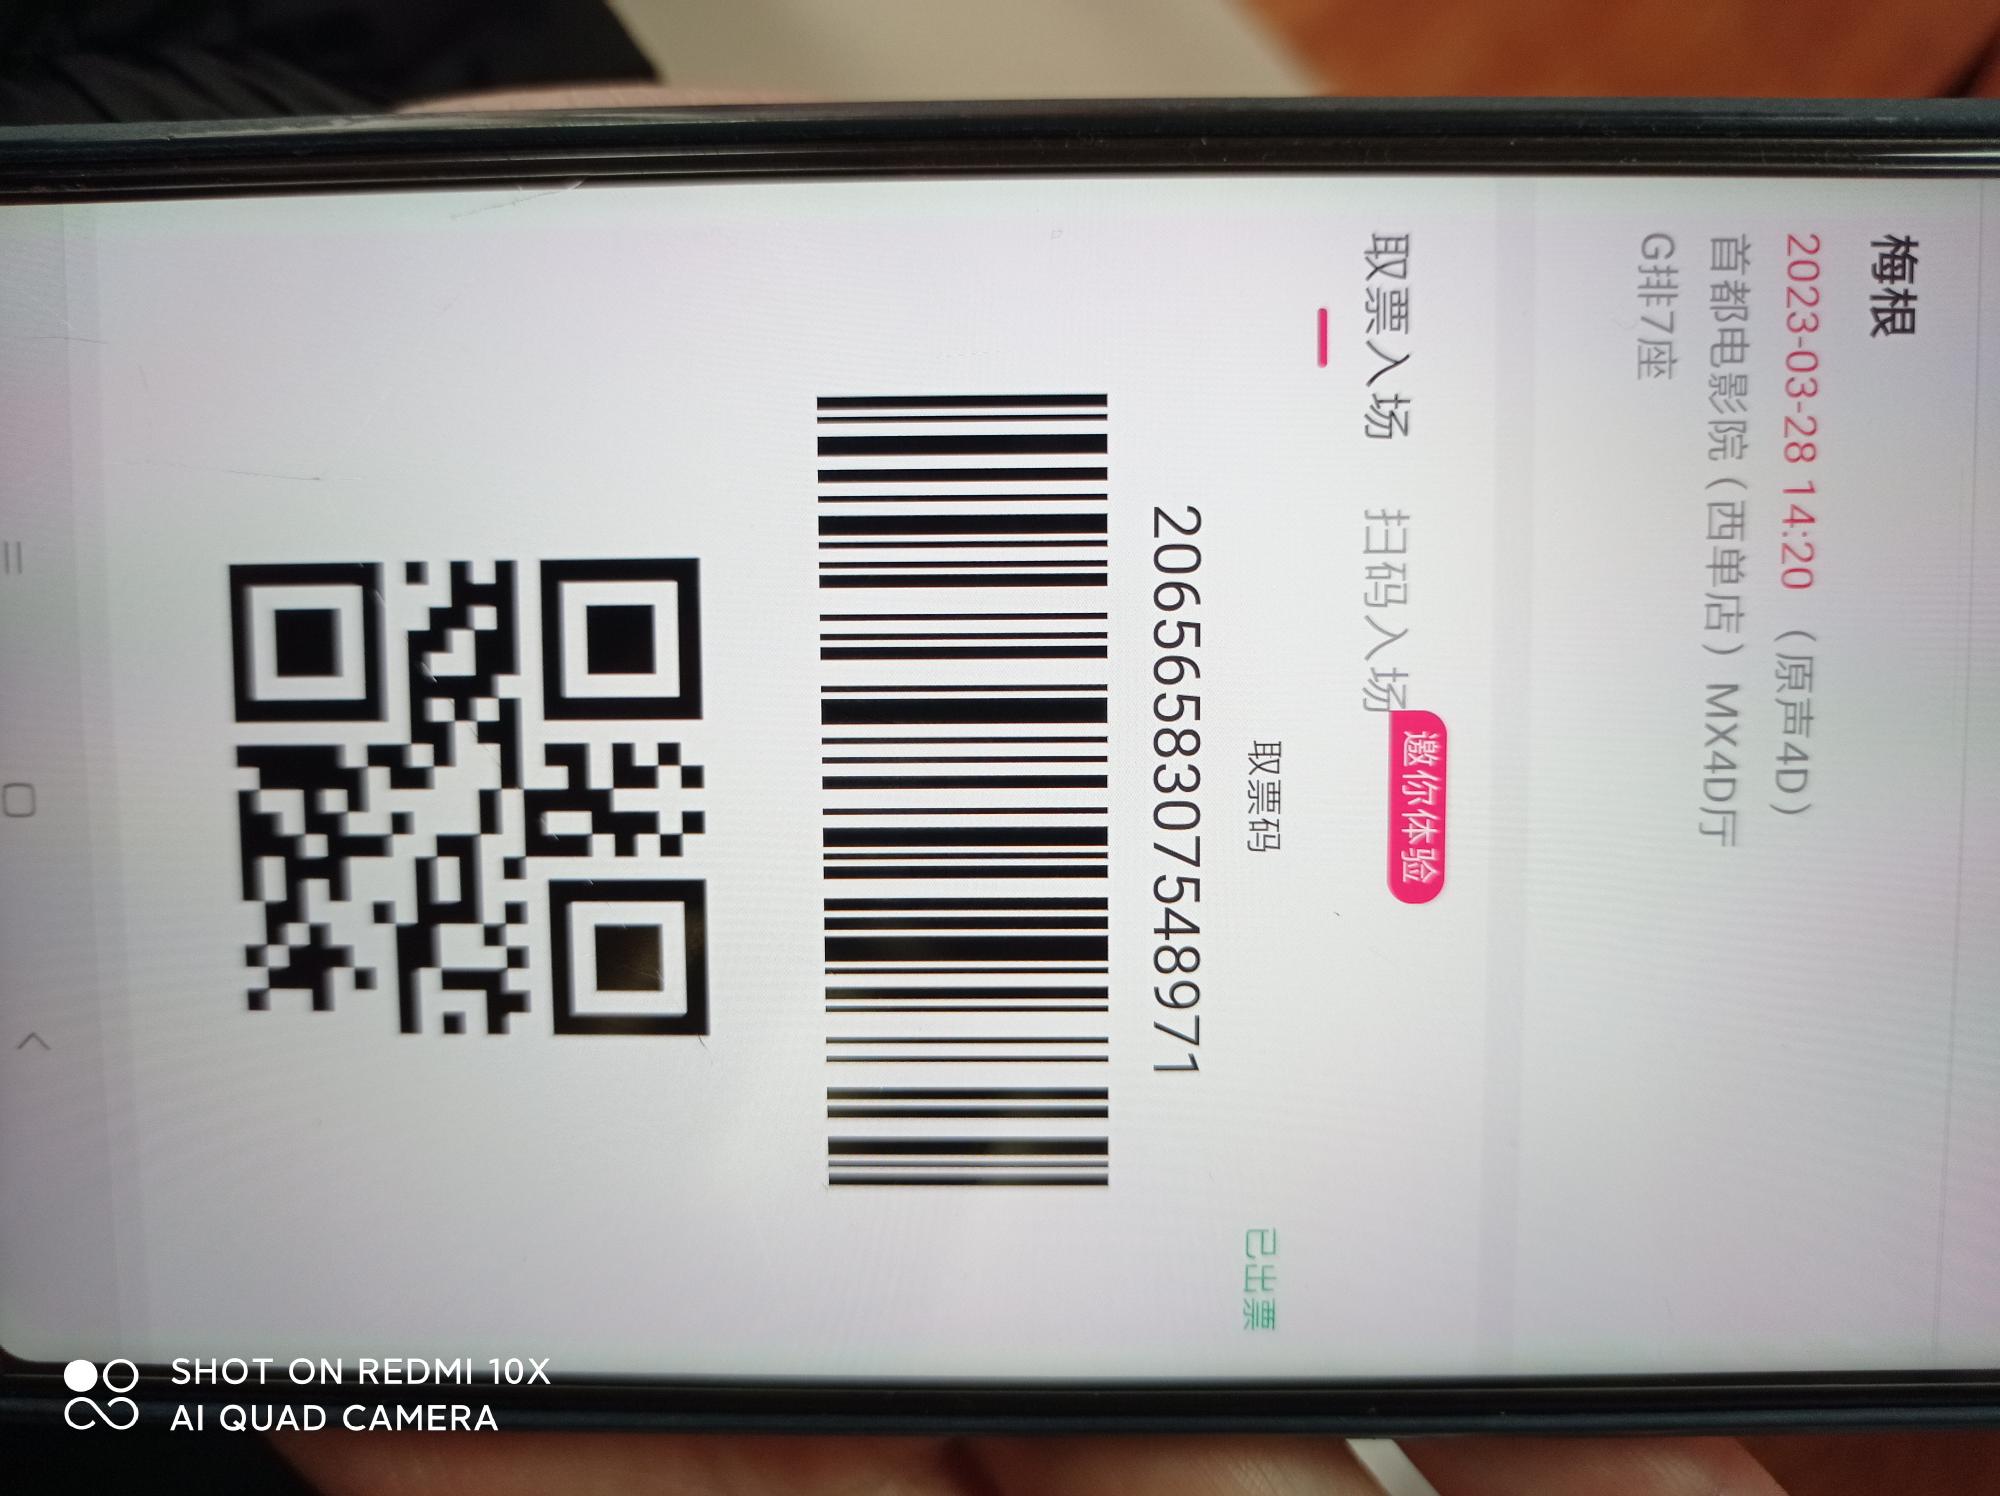 梅根
2023-03-28 14:20（原声4D）
首都电影院（西单店）MX4D厅
G排7座
邀你体验
取票入场 扫码入场
取票码
已出票
2065658307548971
SHOT ON REDMI 10X
AI QUAD CAMERA